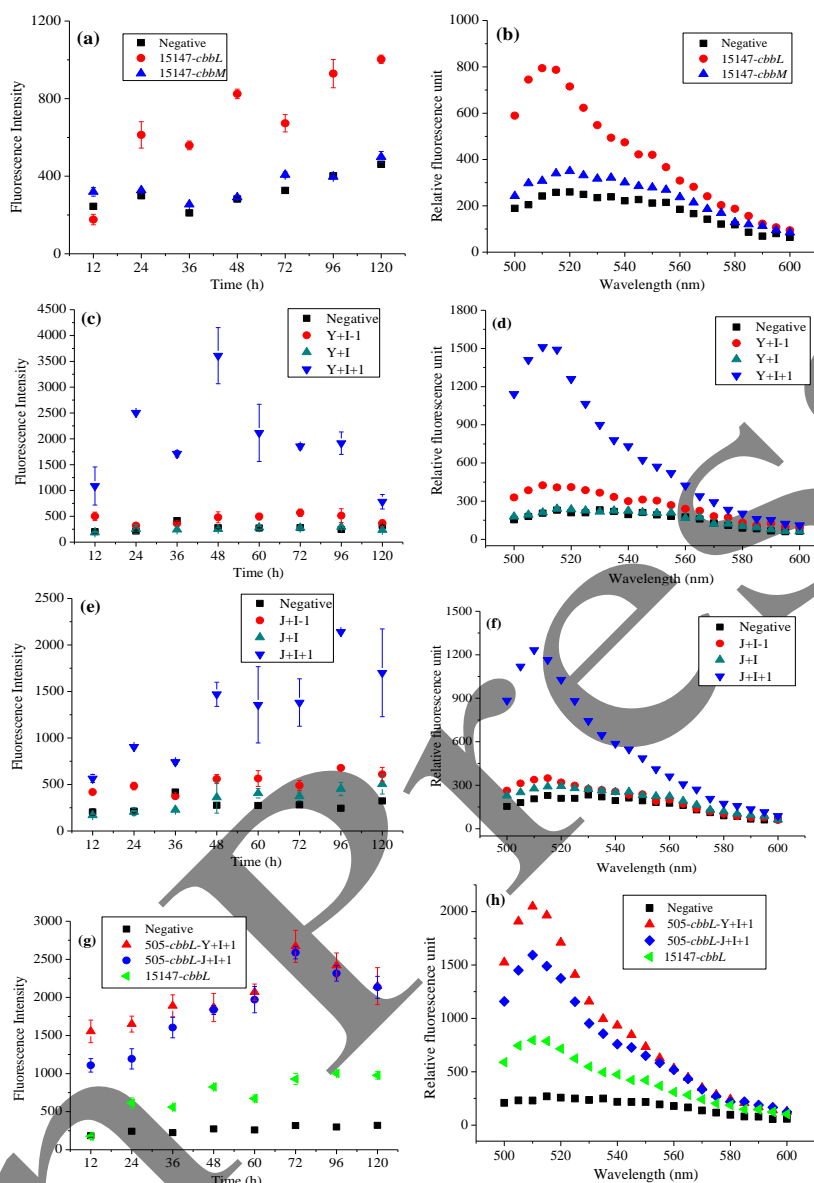 (a)
Negative
15147-cbbL
15147-cbbM
Fluorescence Intensity
1200
800
400
0
12 24 36 48 72 96 120
Time (h)
(b)
Negative
15147-cbbL
15147-cbbM
Relative fluorescence unit
1000
800
600
400
200
0
500 520 540 560 580 600
Wavelength (nm)
(c)
Negative
Y+I-1
Y+I
Y+I+1
Fluorescence Intensity
4500
4000
3500
3000
2500
2000
1500
1000
500
0
12 24 36 48 60 72 96 120
Time (h)
(d)
Negative
Y+I-1
Y+I
Y+I+1
Relative fluorescence unit
1800
1500
1200
900
600
300
0
500 520 540 560 580 600
Wavelength (nm)
(e)
Negative
J+I-1
J+I
J+I+1
Fluorescence Intensity
2500
2000
1500
1000
500
0
12 24 36 48 60 72 96 120
Time (h)
(f)
Negative
J+I-1
J+I
J+I+1
Relative fluorescence unit
1500
1200
900
600
300
0
500 520 540 560 580 600
Wavelength (nm)
(g)
Negative
505-cbbL-Y+I+1
505-cbbL-J+I+1
15147-cbbL
Fluorescence Intensity
3000
2500
2000
1500
1000
500
0
12 24 36 48 60 72 96 120
Time (h)
(h)
Negative
505-cbbL-Y+I+1
505-cbbL-J+I+1
15147-cbbL
Relative fluorescence unit
2000
1500
1000
500
0
500 520 540 560 580 600
Wavelength (nm)